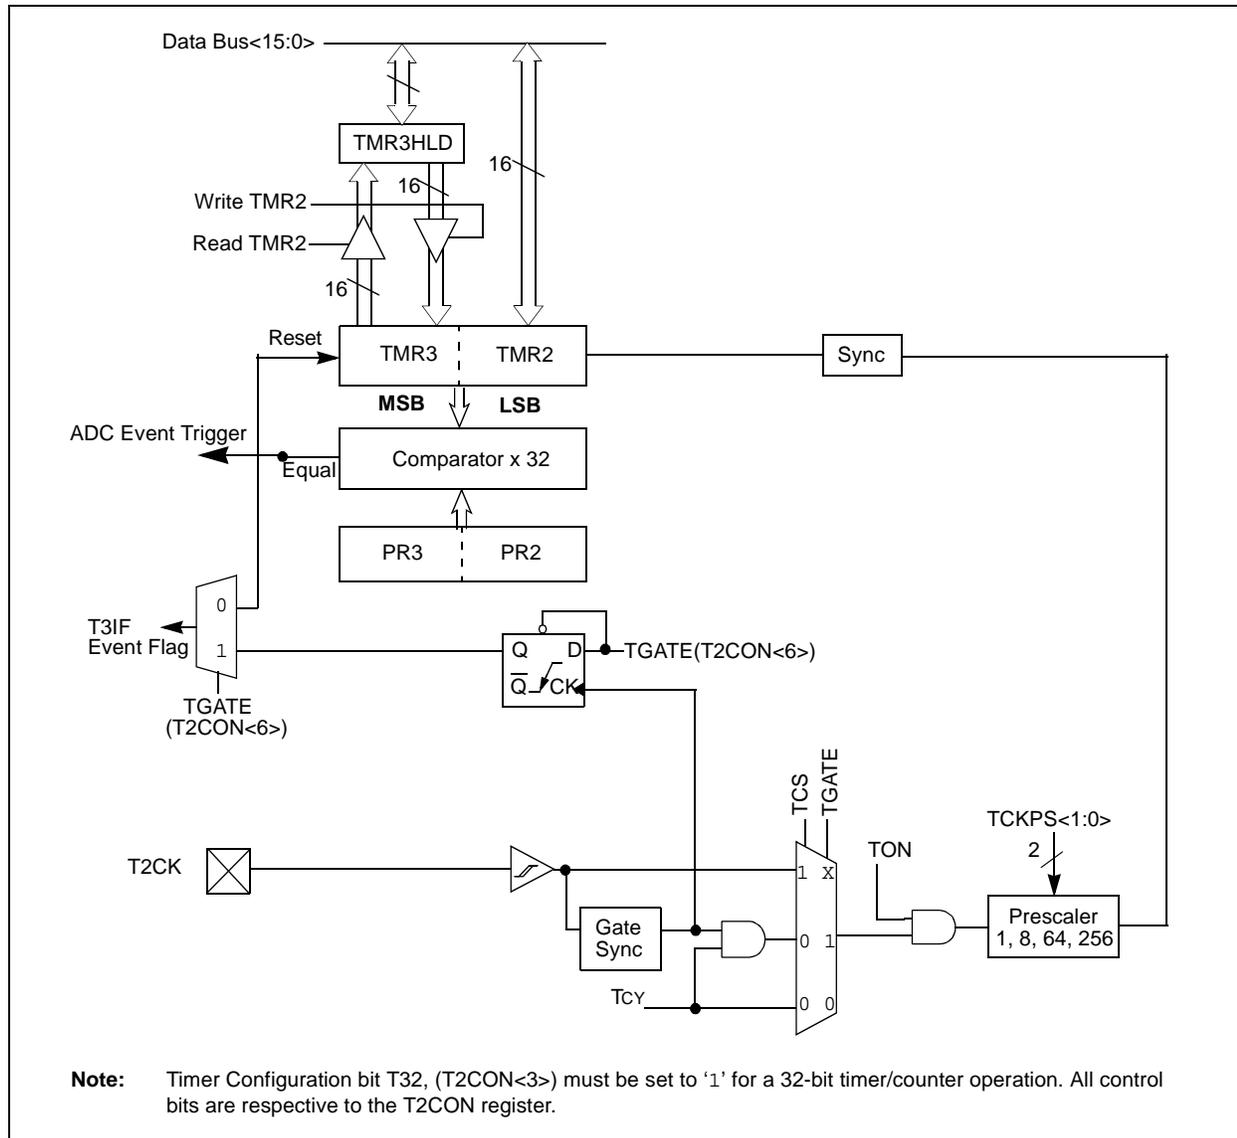 Data Bus<15:0>
TMR3HLD
16
16
Write TMR2
Read TMR2
16
Reset
TMR3
TMR2
Sync
MSB
LSB
ADC Event Trigger
Equal
Comparator x 32
PR3
PR2
0
1
T3IF
Event Flag
Q
D
TGATE(T2CON<6>)
Q
CK
TGATE
(T2CON<6>)
TCS
TGATE
TCKPS<1:0>
2
TON
T2CK
1 X
Prescaler
1, 8, 64, 256
Gate
Sync
0 1
TCY
0 0
Note: Timer Configuration bit T32, (T2CON<3>) must be set to ‘1’ for a 32-bit timer/counter operation. All control
bits are respective to the T2CON register.